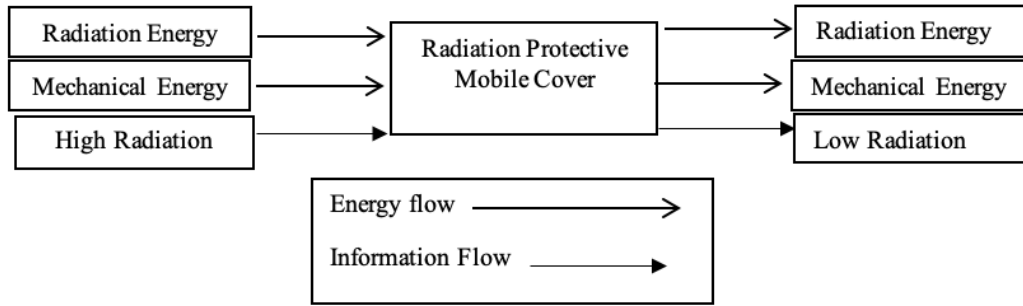 Radiation Energy
Mechanical Energy
High Radiation
Radiation Protective
Mobile Cover
Radiation Energy
Mechanical Energy
Low Radiation
Energy flow
Information Flow